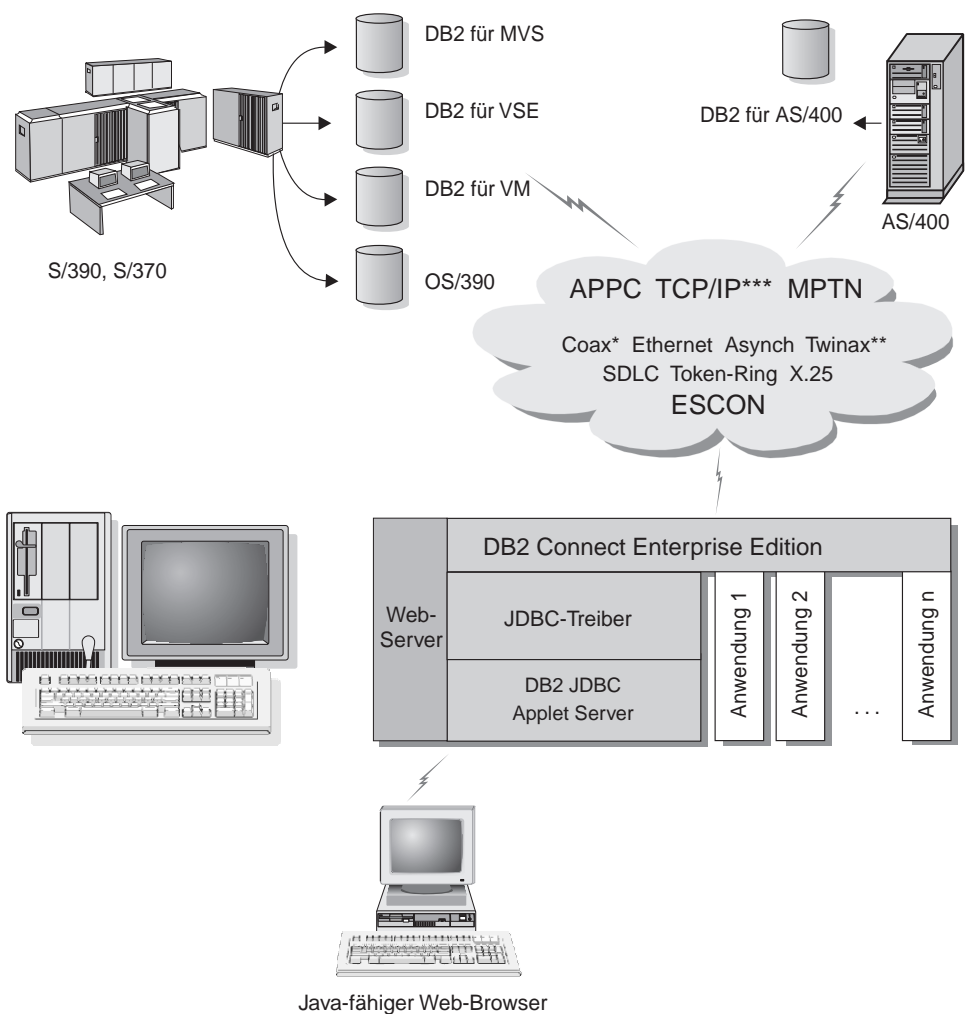 DB2 für MVS
DB2 für VSE
DB2 für VM
OS/390
S/390, S/370
DB2 für AS/400
AS/400
APPC TCP/IP*** MPTN
Coax* Ethernet Asynch Twinax**
SDLC Token-Ring X.25
ESCON
DB2 Connect Enterprise Edition
Web-
Server
JDBC-Treiber
DB2 JDBC
Applet Server
Anwendung 1
Anwendung 2
. . .
Anwendung n
Java-fähiger Web-Browser